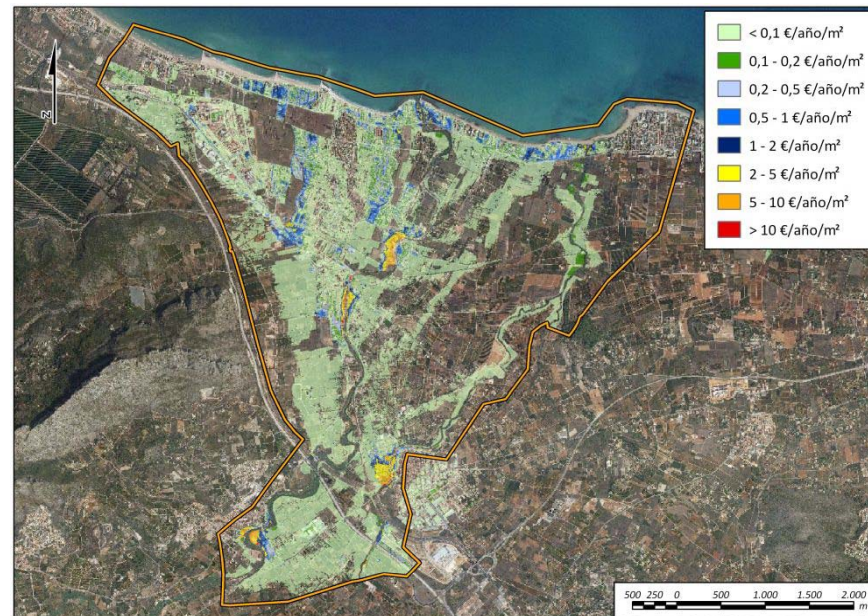 < 0,1 €/año/m²
0,1 - 0,2 €/año/m²
0,2 - 0,5 €/año/m²
0,5 - 1 €/año/m²
1 - 2 €/año/m²
2 - 5 €/año/m²
5 - 10 €/año/m²
> 10 €/año/m²
N
500 250 0 500 1.000 1.500 2.000
m